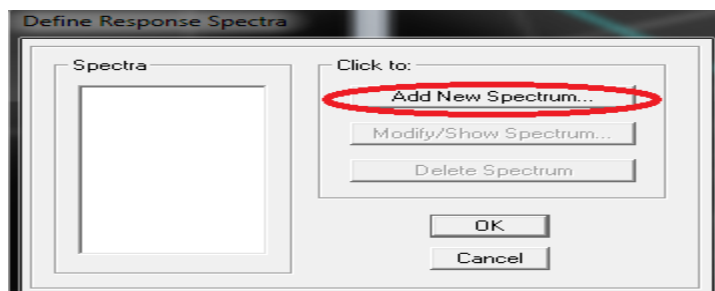 Define Response Spectra
Spectra
Click to:
Add New Spectrum...
Modify/Show Spectrum...
Delete Spectrum
OK
Cancel